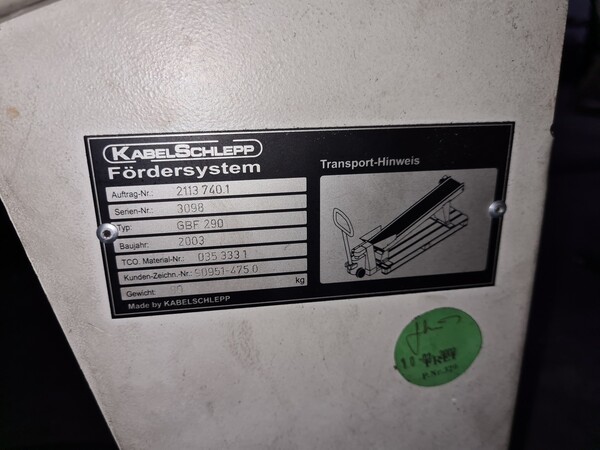 KABELSCHLEPP
Fördersystem
Auftrag-Nr.: 2113 740.1
Serien-Nr.: 3098
Typ: GBF 290
Baujahr: 2003
TCO. Material-Nr.: 035 333 1
Kunden-Zeichn.-Nr.: S0951-475 0
Gewicht: kg
Made by KABELSCHLEPP
Transport-Hinweis
FREI
P.-Nr.